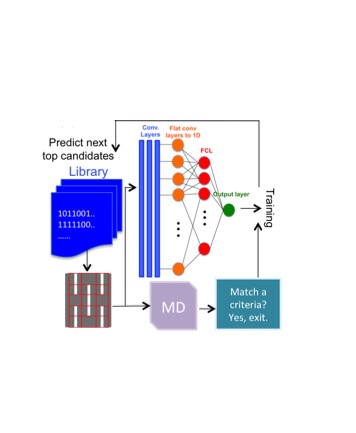 Conv.
Layers
Flat conv
layers to 1D
FCL
Output layer
Predict next
top candidates
Library
1011001..
1111100..
......
Training
MD
Match a
criteria?
Yes, exit.